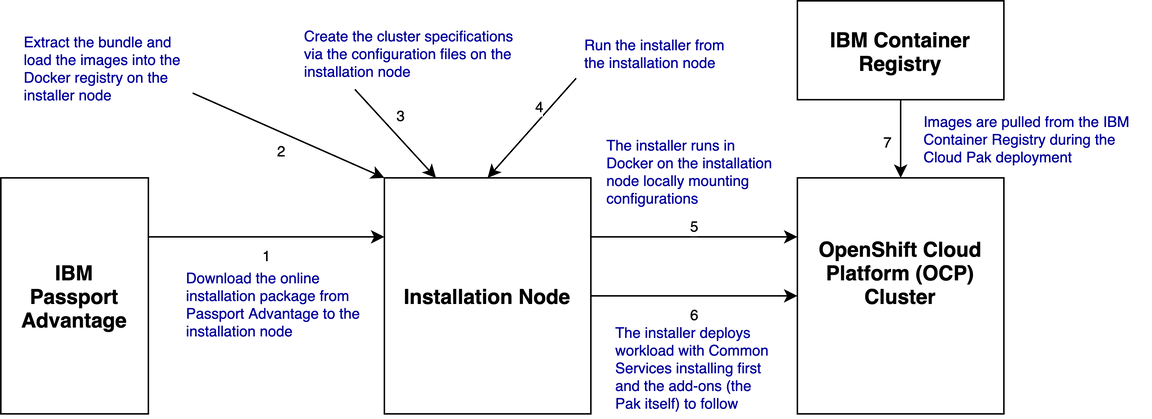 Extract the bundle and
load the images into the
Docker registry on the
installer node
2
Create the cluster specifications
via the configuration files on the
installation node
3
Run the installer from
the installation node
4
IBM Container
Registry
7
Images are pulled from the IBM
Container Registry during the
Cloud Pak deployment
IBM
Passport
Advantage
1
Download the online
installation package from
Passport Advantage to the
installation node
Installation Node
The installer runs in
Docker on the installation
node locally mounting
configurations
5
6
The installer deploys
workload with Common
Services installing first
and the add-ons (the
Pak itself) to follow
OpenShift Cloud
Platform (OCP)
Cluster